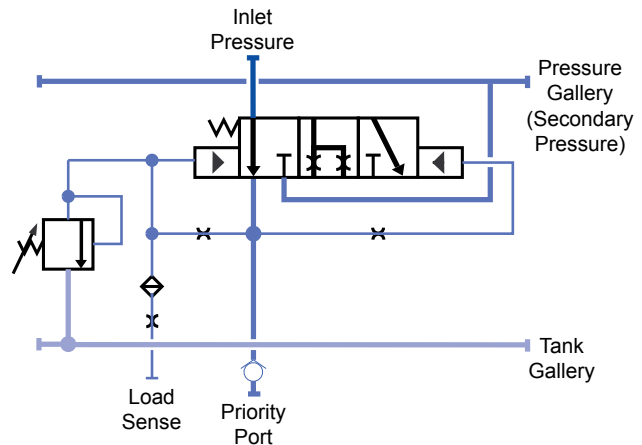 Inlet
Pressure
Pressure
Gallery
(Secondary
Pressure)
Tank
Gallery
Load
Sense
Priority
Port